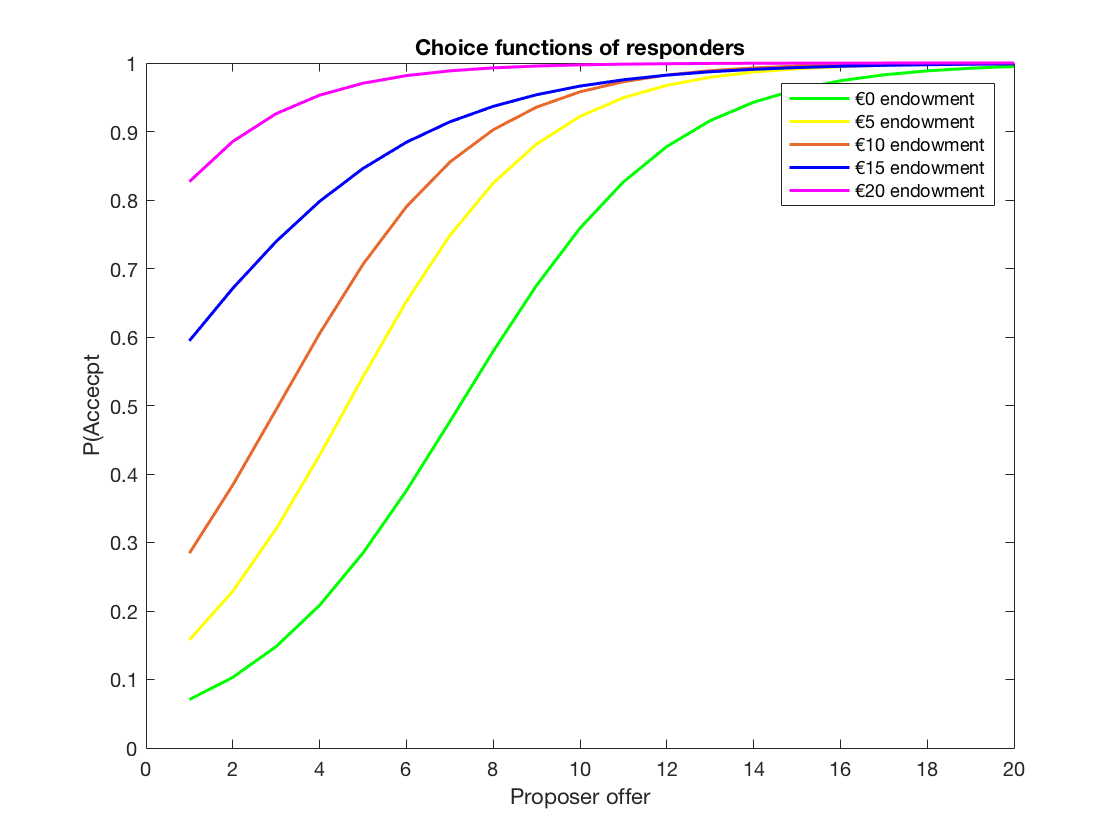 Choice functions of responders
1
0.9
0.8
0.7
0.6
0.5
0.4
0.3
0.2
0.1
0
P(Accecpt
€0 endowment
€5 endowment
€10 endowment
€15 endowment
€20 endowment
0 2 4 6 8 10 12 14 16 18 20
Proposer offer